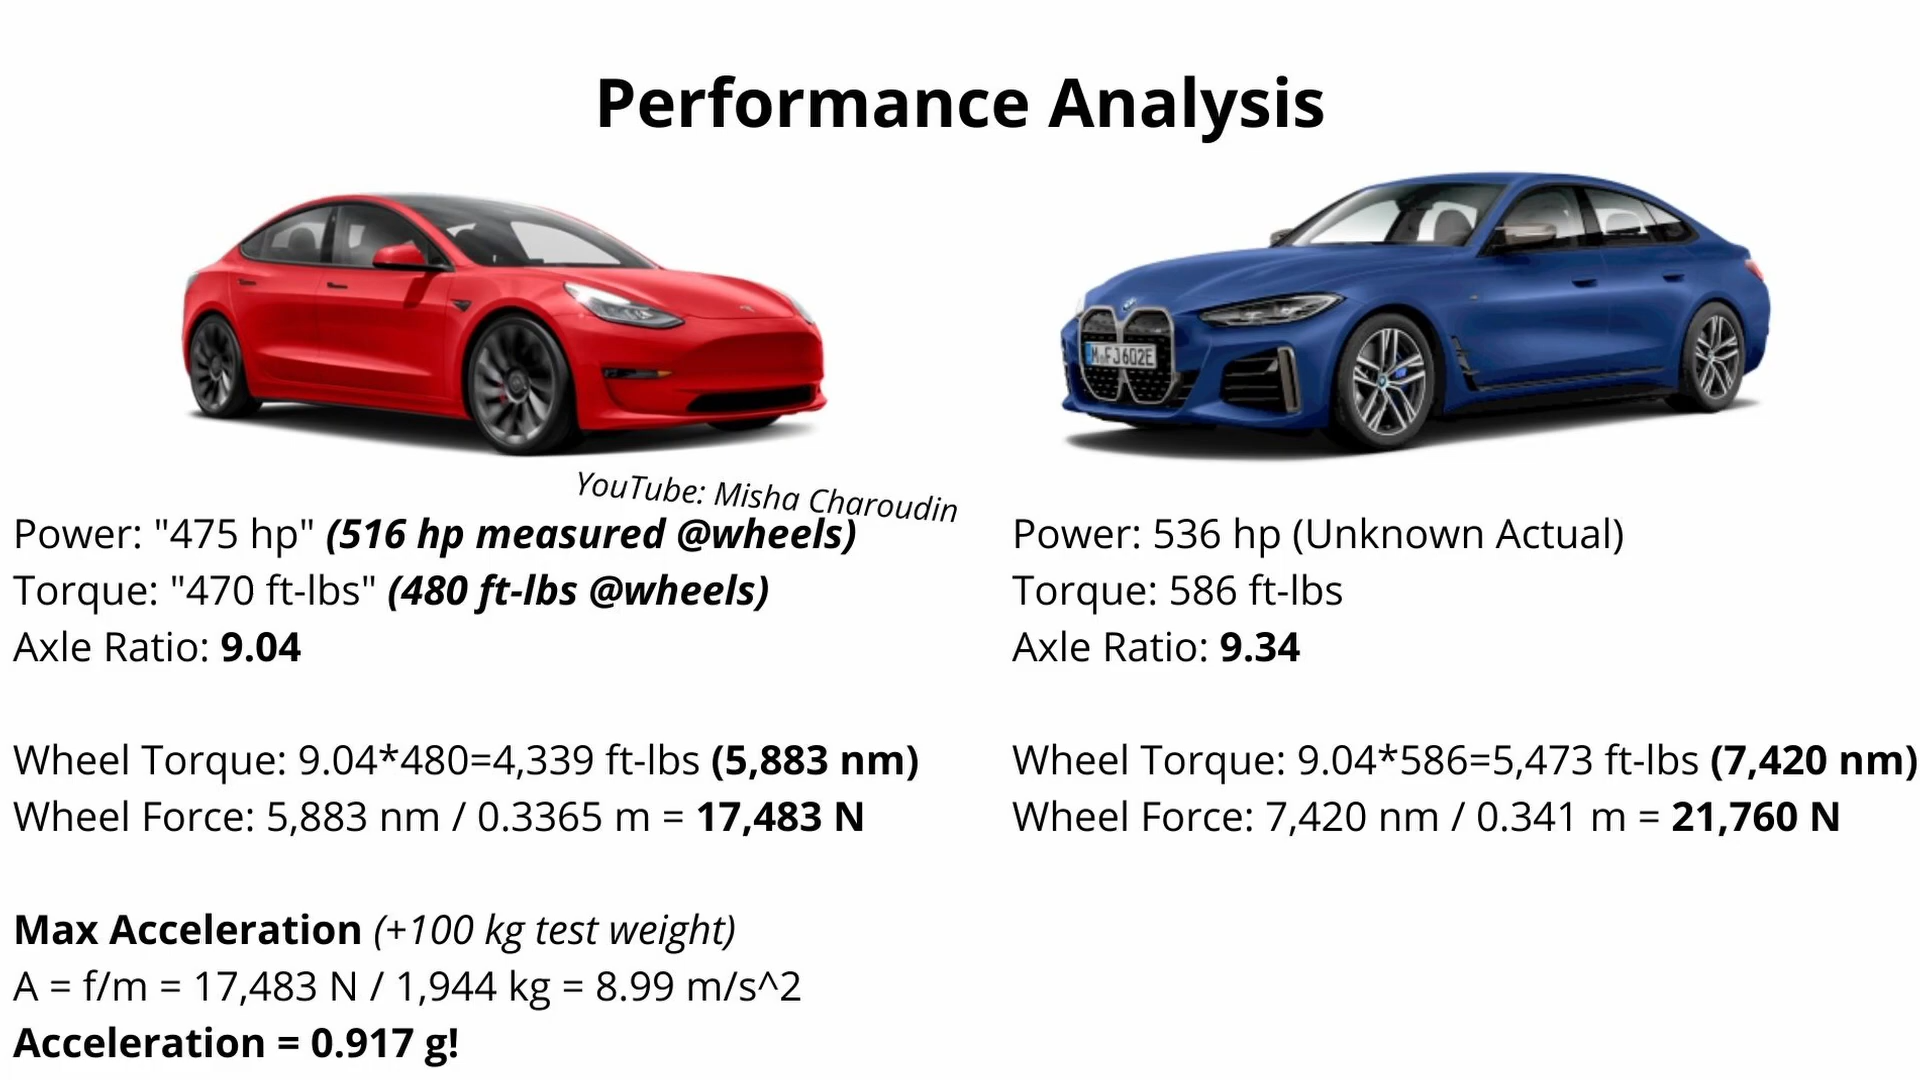 Performance Analysis
M·FJ602E
YouTube: Misha Charoudin
Power: "475 hp" (516 hp measured @wheels)
Torque: "470 ft-lbs" (480 ft-lbs @wheels)
Axle Ratio: 9.04
Wheel Torque: 9.04*480=4,339 ft-lbs (5,883 nm)
Wheel Force: 5,883 nm / 0.3365 m = 17,483 N
Max Acceleration (+100 kg test weight)
A = f/m = 17,483 N / 1,944 kg = 8.99 m/s^2
Acceleration = 0.917 g!
Power: 536 hp (Unknown Actual)
Torque: 586 ft-lbs
Axle Ratio: 9.34
Wheel Torque: 9.04*586=5,473 ft-lbs (7,420 nm)
Wheel Force: 7,420 nm / 0.341 m = 21,760 N